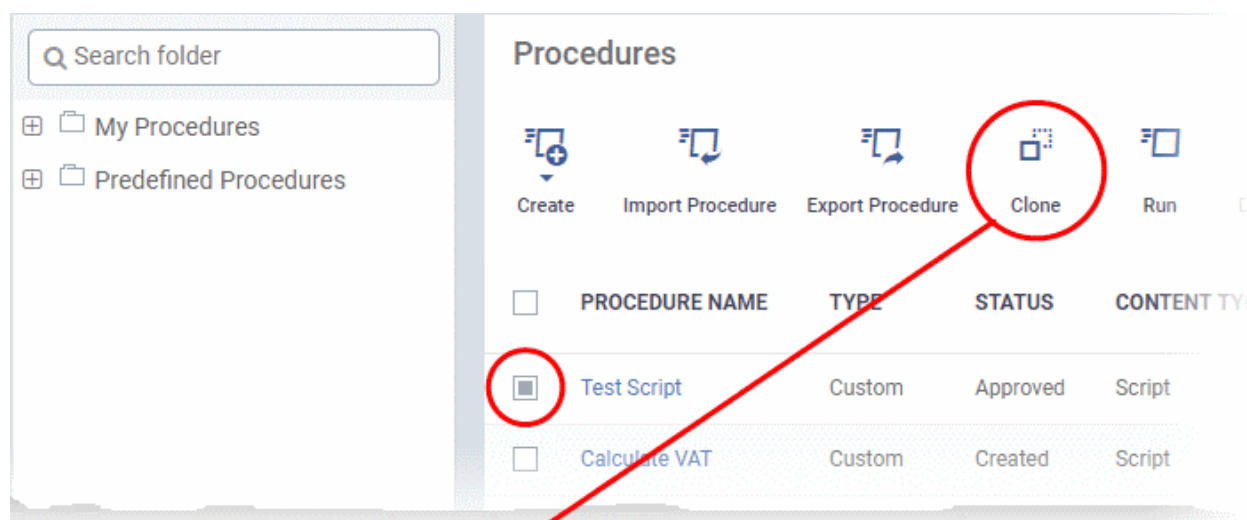 Search folder
My Procedures
Predefined Procedures
Procedures
Create Import Procedure Export Procedure Clone Run
PROCEDURE NAME TYPE STATUS CONTENT
Test Script Custom Approved Script
Calculate VAT Custom Created Script